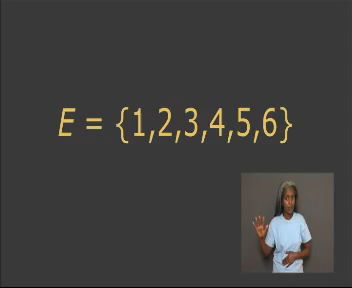 E = {1,2,3,4,5,6}